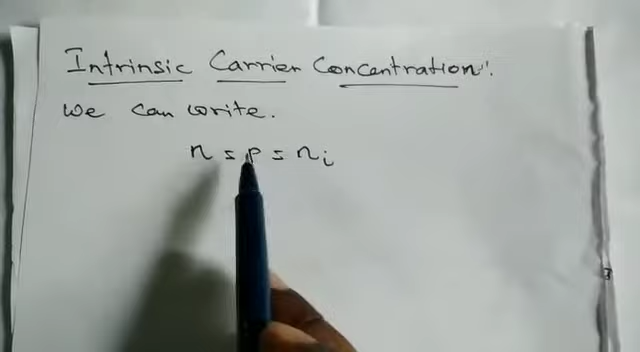 Intrinsic Carrier Concentration".
We can write.
n = p = ni